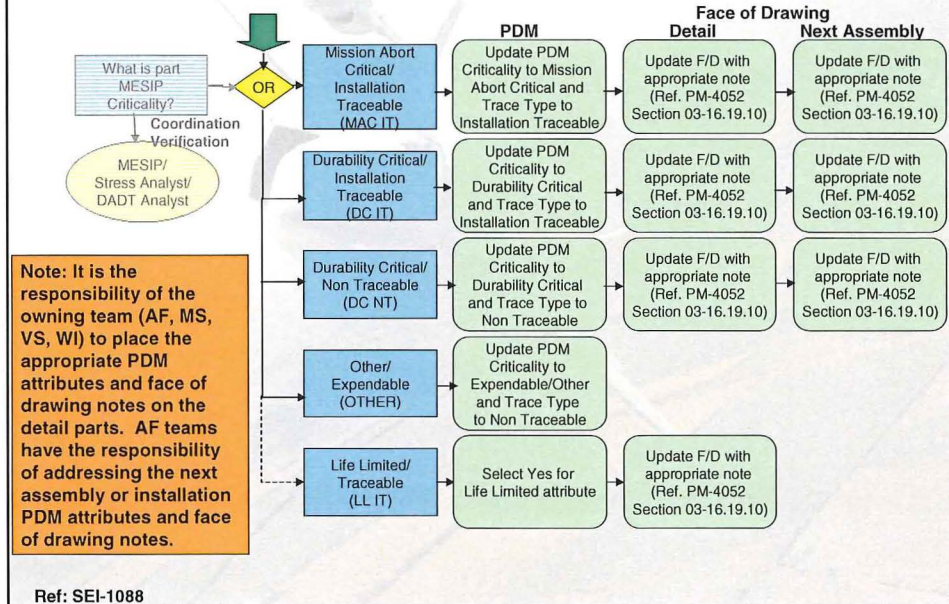 Face of Drawing
PDM
Detail
Next Assembly
What is part
MESIP
Criticality?
OR
Coordination
Verification
MESIP/
Stress Analyst/
DADT Analyst
Mission Abort
Critical/
Installation
Traceable
(MAC IT)
Update PDM
Criticality to Mission
Abort Critical and
Trace Type to
Installation Traceable
Update F/D with
appropriate note
(Ref. PM-4052
Section 03-16.19.10)
Update F/D with
appropriate note
(Ref. PM-4052
Section 03-16.19.10)
Durability Critical/
Installation
Traceable
(DC IT)
Update PDM
Criticality to
Durability Critical
and Trace Type to
Installation Traceable
Update F/D with
appropriate note
(Ref. PM-4052
Section 03-16.19.10)
Update F/D with
appropriate note
(Ref. PM-4052
Section 03-16.19.10)
Durability Critical/
Non Traceable
(DC NT)
Update PDM
Criticality to
Durability Critical
and Trace Type to
Non Traceable
Update F/D with
appropriate note
(Ref. PM-4052
Section 03-16.19.10)
Update F/D with
appropriate note
(Ref. PM-4052
Section 03-16.19.10)
Other/
Expendable
(OTHER)
Update PDM
Criticality to
Expendable/Other
and Trace Type
to Non Traceable
Life Limited/
Traceable
(LL IT)
Select Yes for
Life Limited attribute
Update F/D with
appropriate note
(Ref. PM-4052
Section 03-16.19.10)
Note: It is the
responsibility of the
owning team (AF, MS,
VS, WI) to place the
appropriate PDM
attributes and face of
drawing notes on the
detail parts. AF teams
have the responsibility
of addressing the next
assembly or installation
PDM attributes and face
of drawing notes.
Ref: SEI-1088